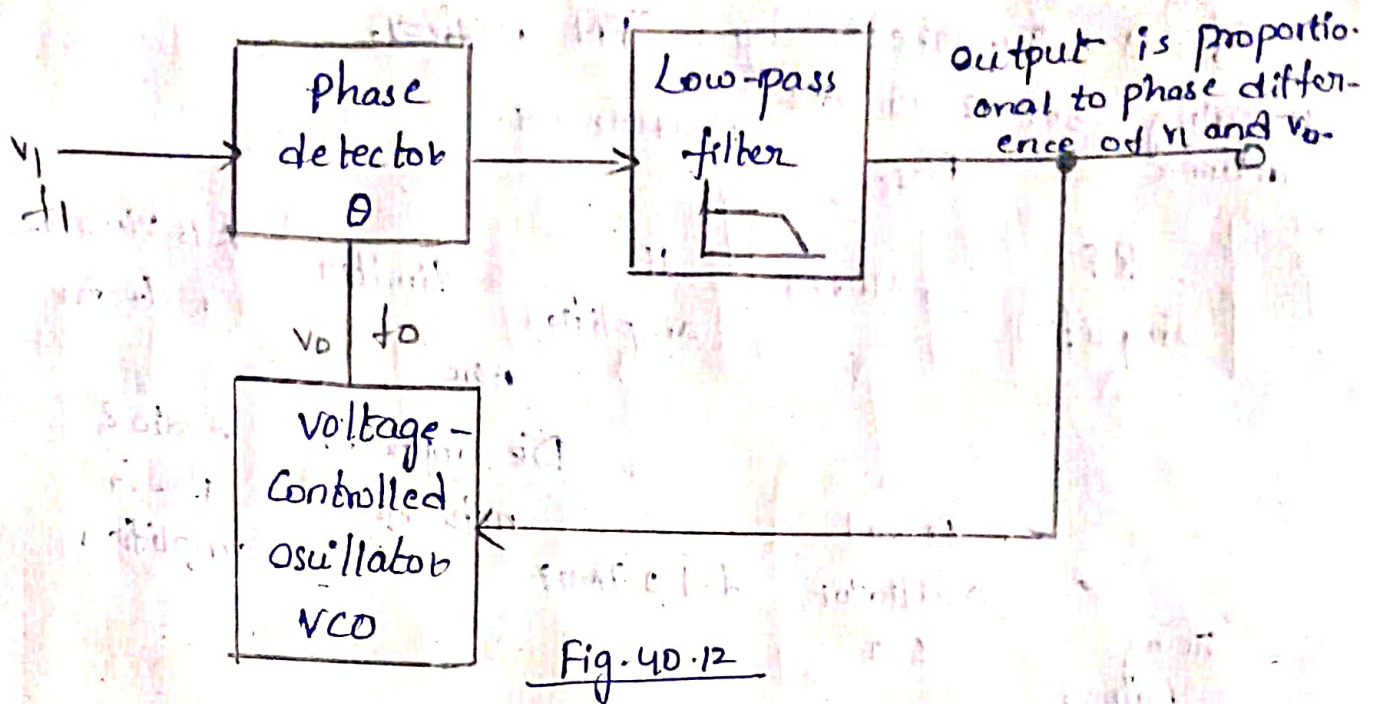 Phase
detector
θ
Low-pass
filter
output is proportio-
onal to phase differ-
ence of v1 and vo.
v1
f1
vo fo
voltage-
Controlled
oscillator
VCO
Fig. 40.12